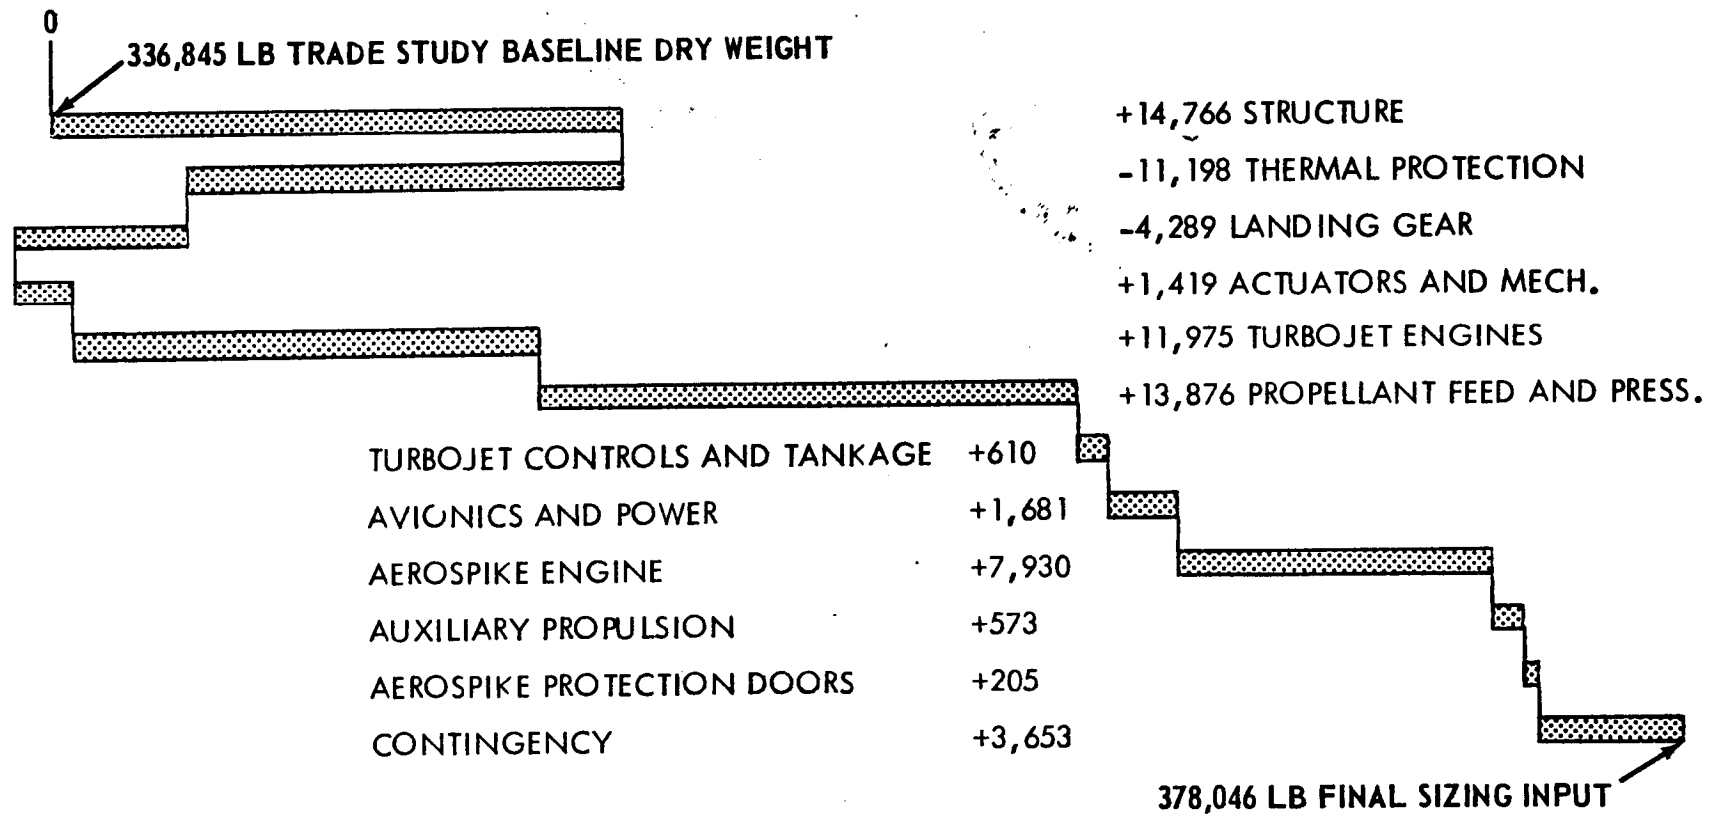 0
336,845 LB TRADE STUDY BASELINE DRY WEIGHT
+14,766 STRUCTURE
-11,198 THERMAL PROTECTION
-4,289 LANDING GEAR
+1,419 ACTUATORS AND MECH.
+11,975 TURBOJET ENGINES
+13,876 PROPELLANT FEED AND PRESS.
TURBOJET CONTROLS AND TANKAGE +610
AVIONICS AND POWER +1,681
AEROSPIKE ENGINE +7,930
AUXILIARY PROPULSION +573
AEROSPIKE PROTECTION DOORS +205
CONTINGENCY +3,653
378,046 LB FINAL SIZING INPUT